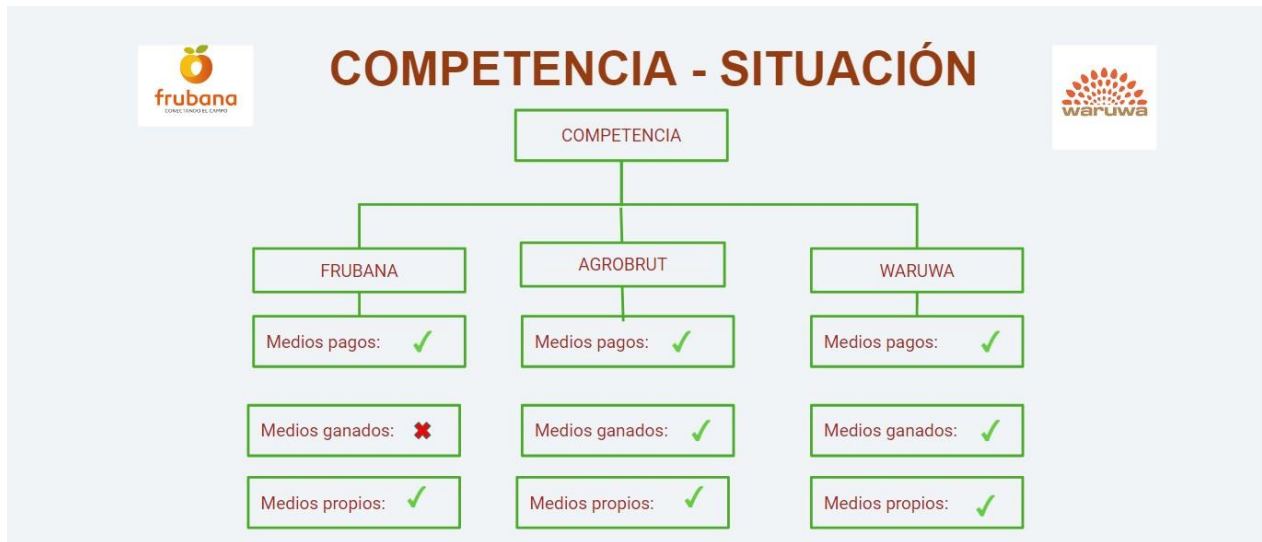 frubana
CONECTANDO EL CAMPO
COMPETENCIA - SITUACIÓN
waruwa
COMPETENCIA
FRUBANA
AGROBRUT
WARUWA
Medios pagos:
Medios pagos:
Medios pagos:
Medios ganados:
Medios ganados:
Medios ganados:
Medios propios:
Medios propios:
Medios propios: